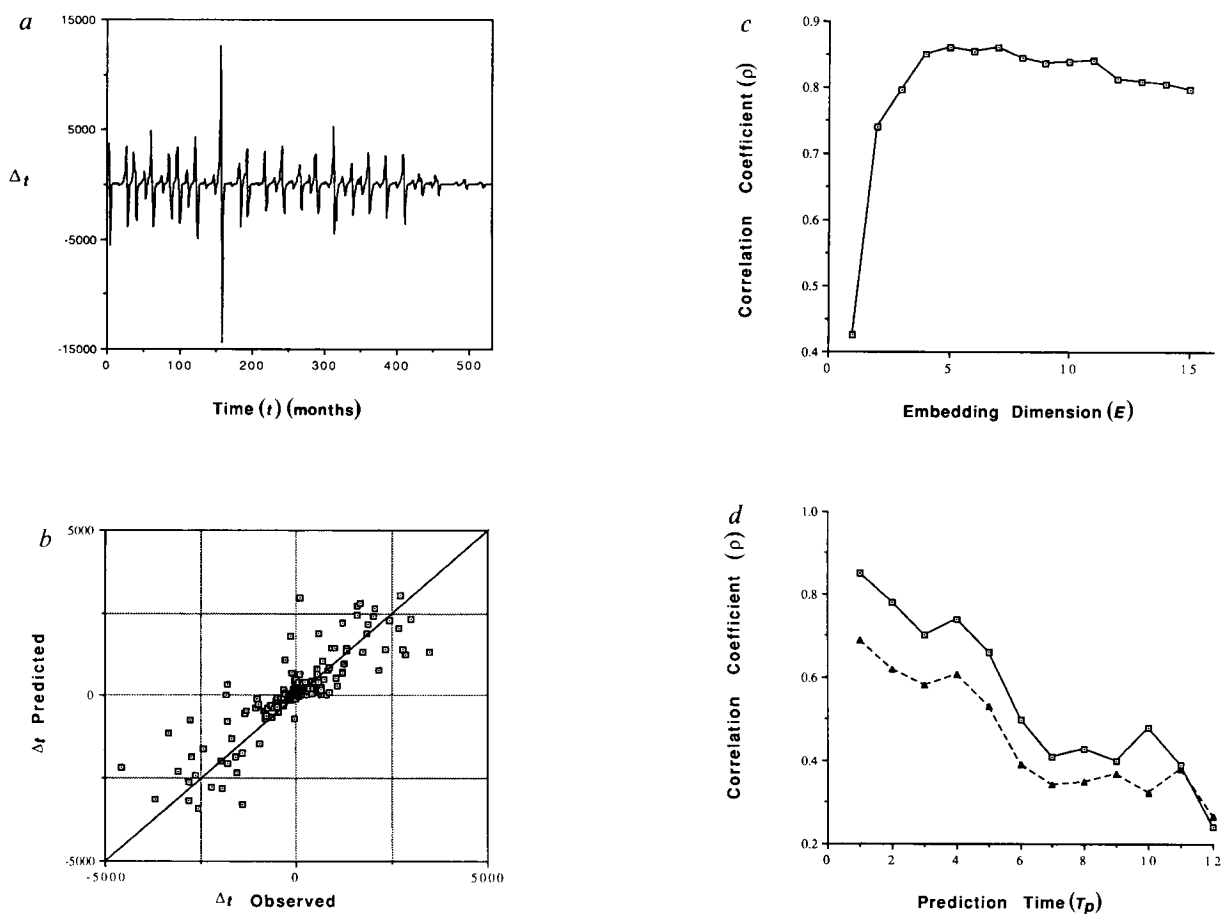 a
15000
5000
Δt
-5000
-15000
0 100 200 300 400 500
Time (t) (months)
b
5000
Δt Predicted
0
-5000
-5000 0 5000
Δt Observed
c
0.9
0.8
0.7
0.6
0.5
0.4
Correlation Coefficient (ρ)
0 5 10 15
Embedding Dimension (E)
d
1.0
0.8
0.6
0.4
0.2
Correlation Coefficient (ρ)
0 2 4 6 8 10 12
Prediction Time (Tp)